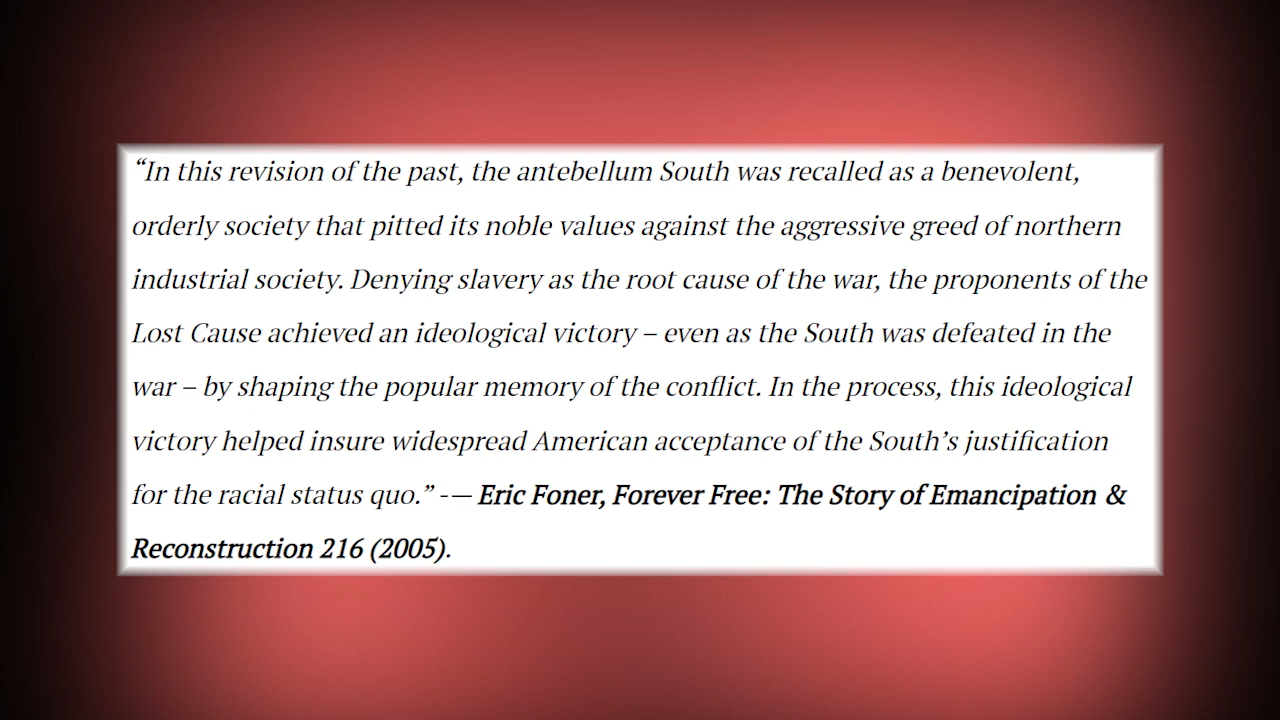 “In this revision of the past, the antebellum South was recalled as a benevolent,
orderly society that pitted its noble values against the aggressive greed of northern
industrial society. Denying slavery as the root cause of the war, the proponents of the
Lost Cause achieved an ideological victory – even as the South was defeated in the
war – by shaping the popular memory of the conflict. In the process, this ideological
victory helped insure widespread American acceptance of the South’s justification
for the racial status quo.” -— Eric Foner, Forever Free: The Story of Emancipation &
Reconstruction 216 (2005).